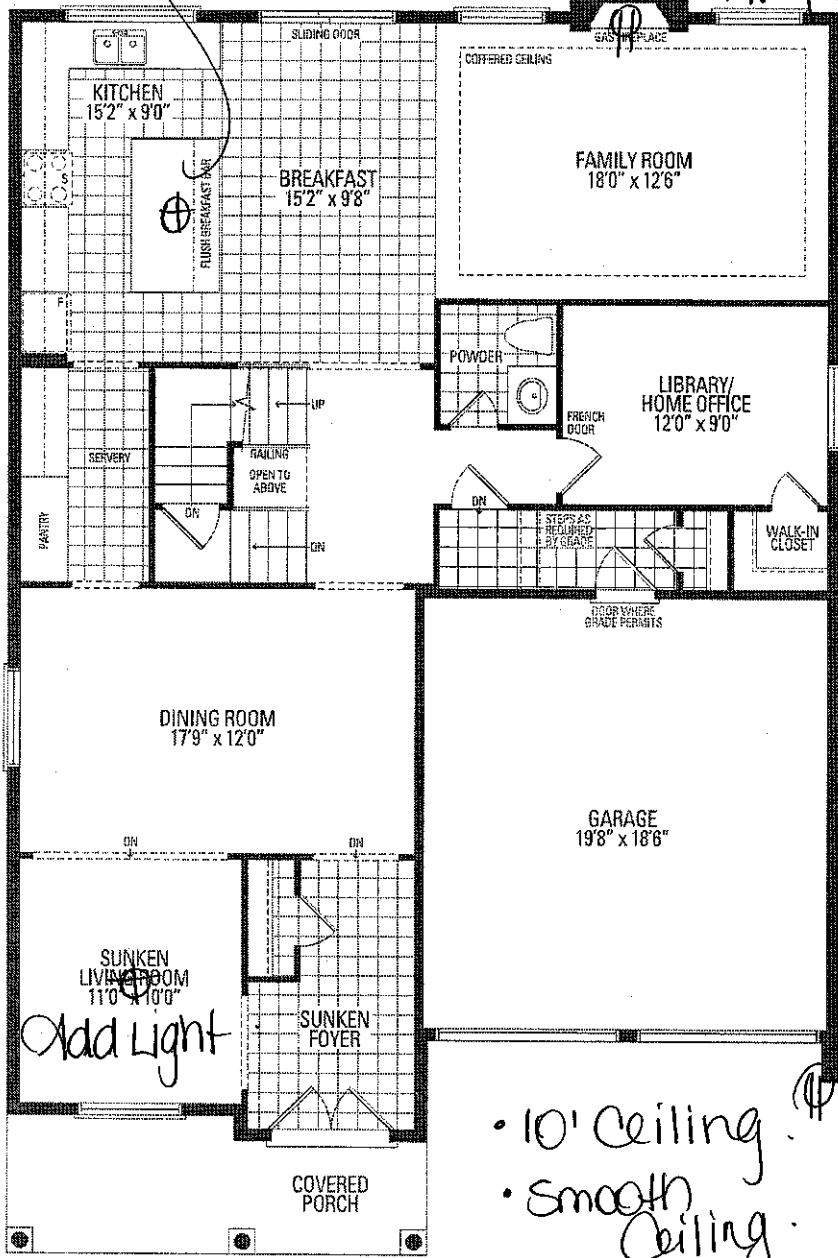 SLIDING DOOR
GAS FIREPLACE
COFFERED CEILING
KITCHEN
15'2" x 9'0"
FAMILY ROOM
18'0" x 12'6"
BREAKFAST
15'2" x 9'8"
S
FLUSH BREAKFAST BAR
F
POWDER
LIBRARY/
HOME OFFICE
12'0" x 9'0"
UP
FRENCH
DOOR
SERVERY
RAILING
OPEN TO
ABOVE
PANTRY
DN
DN
DN
STEPS AS
REQUIRED
BY GRADE
WALK-IN
CLOSET
DOOR WHERE
GRADE PERMITS
DINING ROOM
17'9" x 12'0"
GARAGE
19'8" x 18'6"
DN
DN
SUNKEN
LIVING ROOM
11'0" x 10'0"
Add Light
SUNKEN
FOYER
• 10' Ceiling.
• Smooth
Ceiling.
COVERED
PORCH